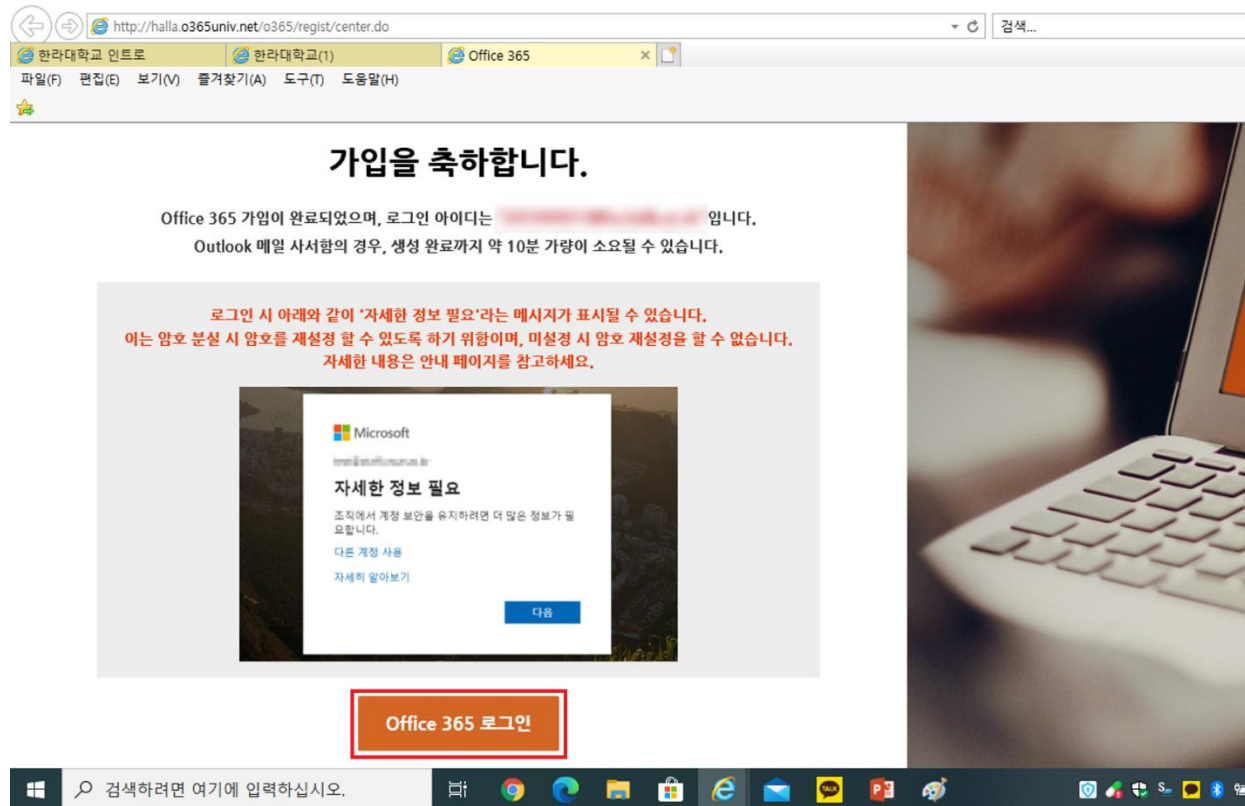 http://halla.o365univ.net/o365/regist/center.do
검색...
한라대학교 인트로
한라대학교(1)
Office 365
파일(F) 편집(E) 보기(V) 즐겨찾기(A) 도구(T) 도움말(H)
가입을 축하합니다.
Office 365 가입이 완료되었으며, 로그인 아이디는 입니다.
Outlook 메일 사서함의 경우, 생성 완료까지 약 10분 가량이 소요될 수 있습니다.
로그인 시 아래와 같이 '자세한 정보 필요'라는 메시지가 표시될 수 있습니다.
이는 암호 분실 시 암호를 재설정 할 수 있도록 하기 위함이며, 미설정 시 암호 재설정을 할 수 없습니다.
자세한 내용은 안내 페이지를 참고하세요.
Microsoft
자세한 정보 필요
조직에서 계정 보안을 유지하려면 더 많은 정보가 필
요합니다.
다른 계정 사용
자세히 알아보기
다음
Office 365 로그인
검색하려면 여기에 입력하십시오.
TALK